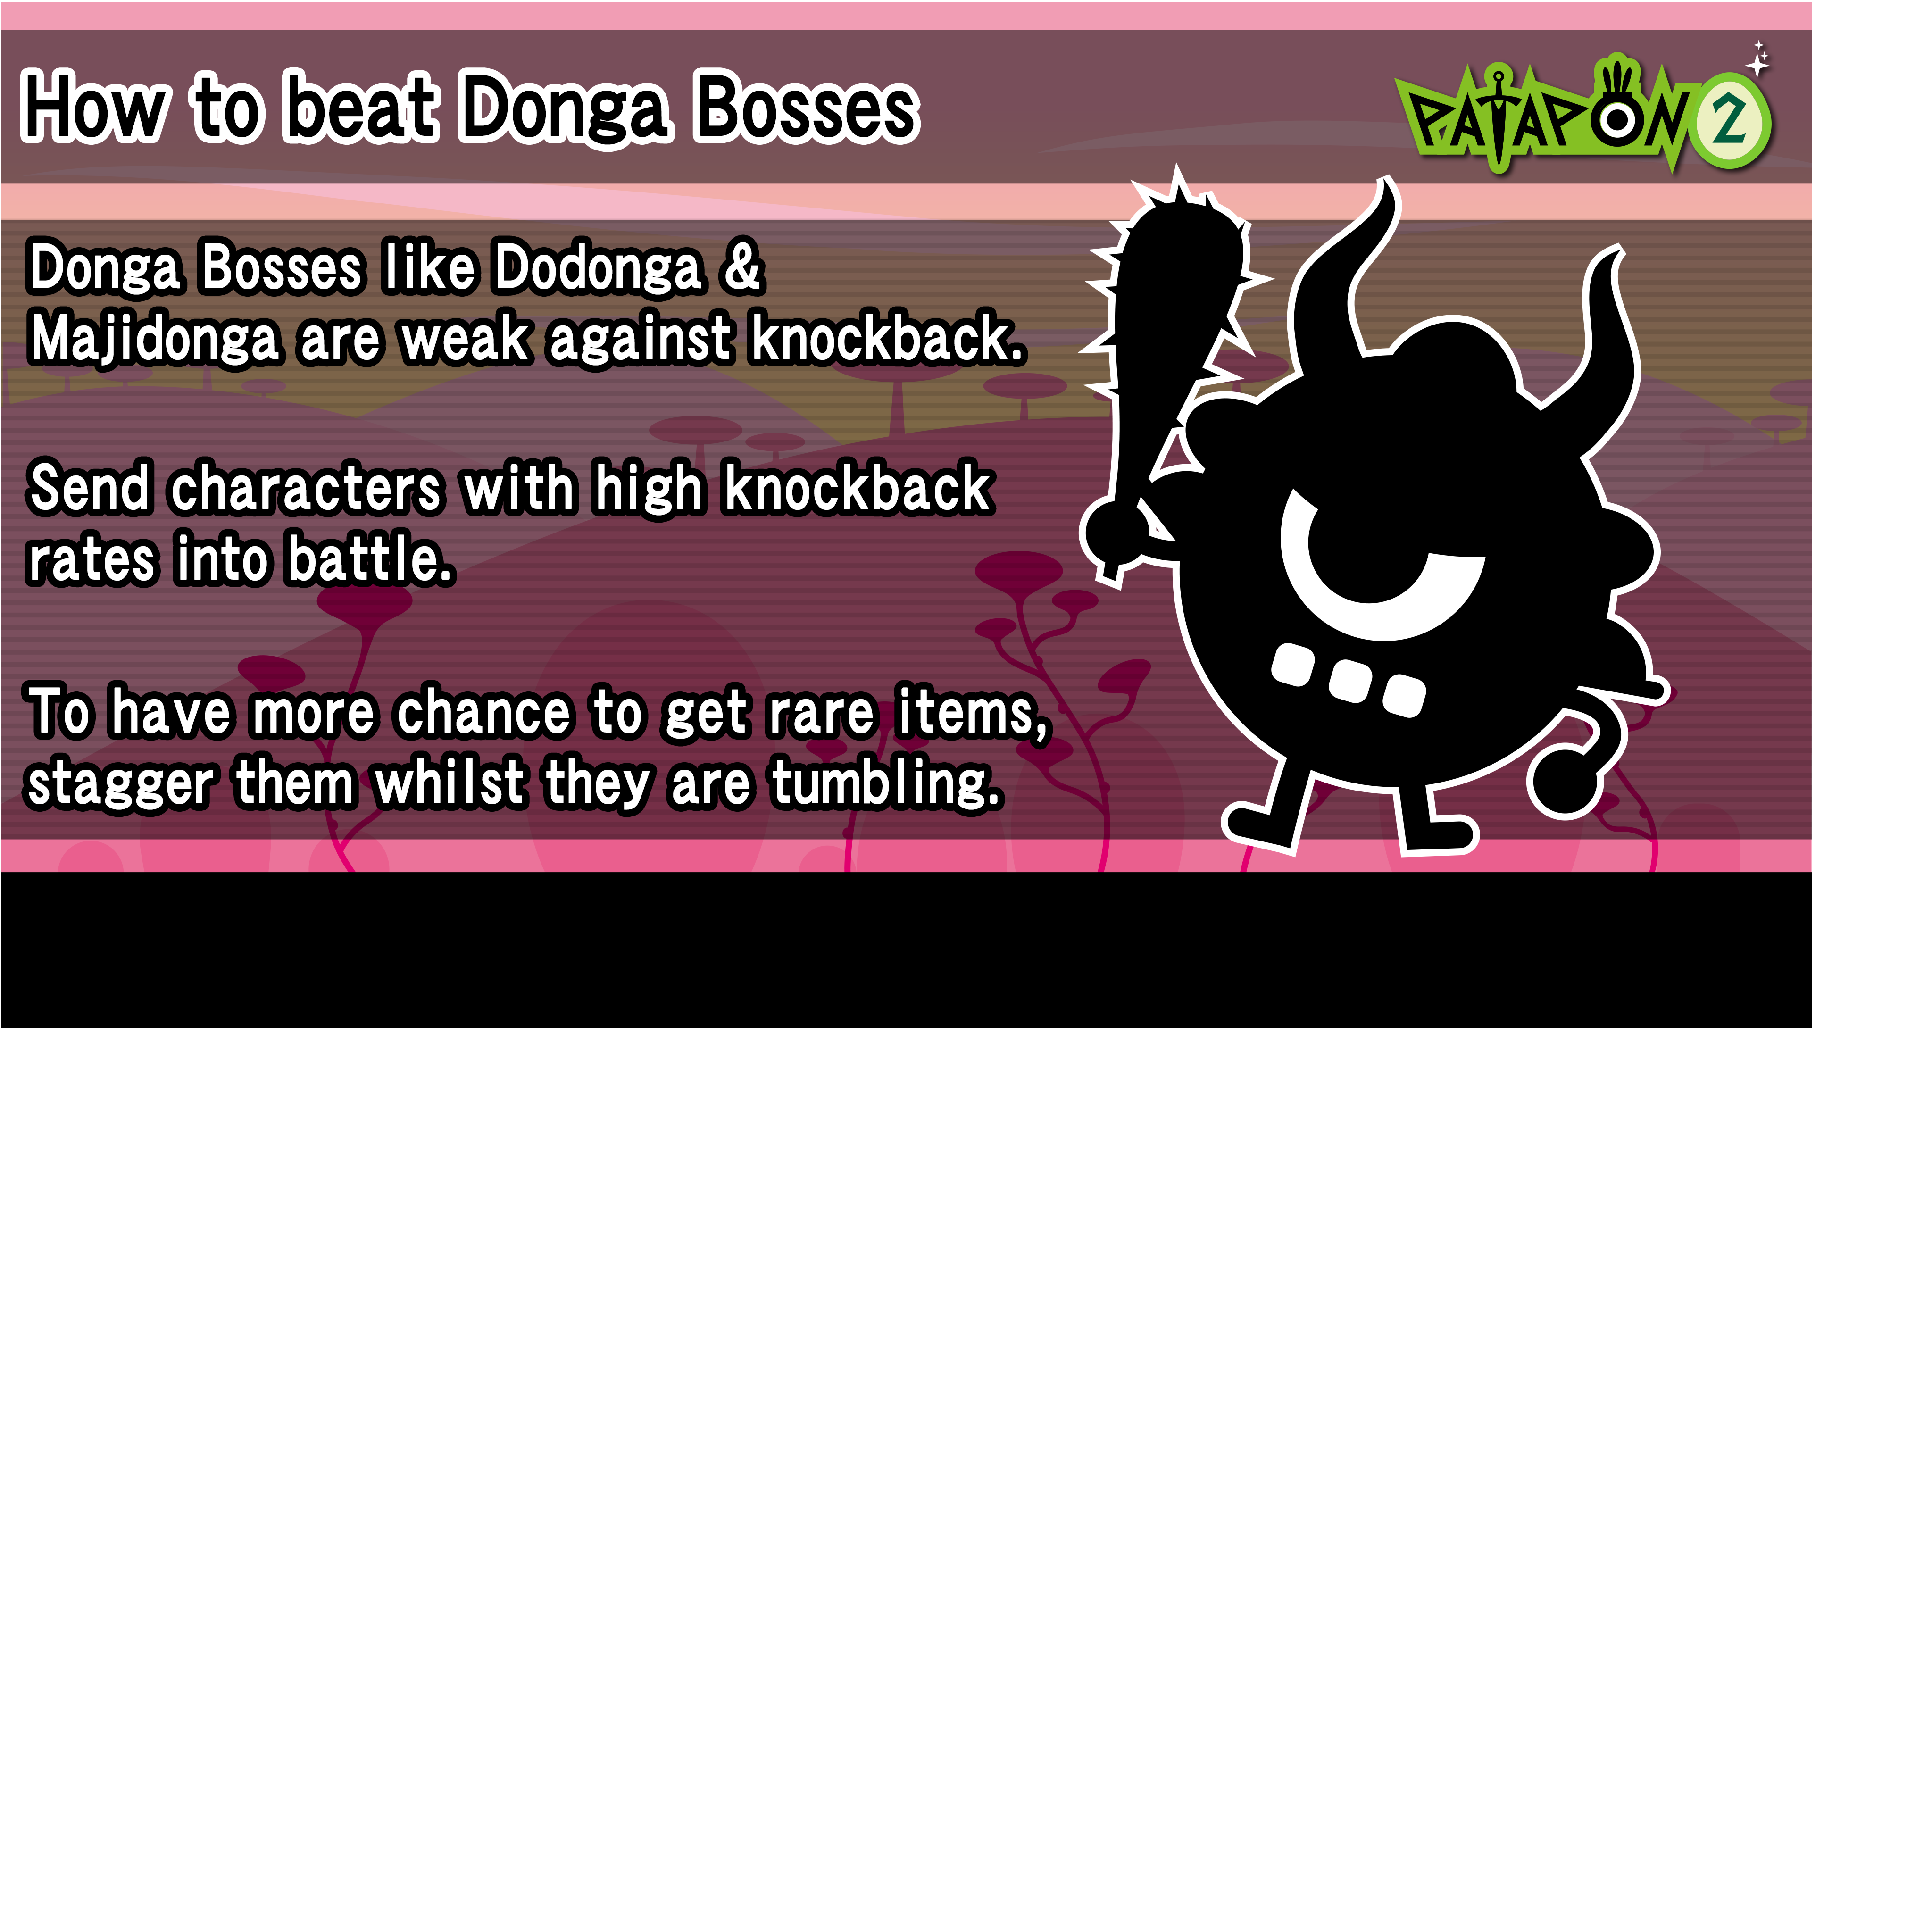 How to beat Donga Bosses
PATAPON 2
Donga Bosses like Dodonga &
Majidonga are weak against knockback.
Send characters with high knockback
rates into battle.
To have more chance to get rare items,
stagger them whilst they are tumbling.